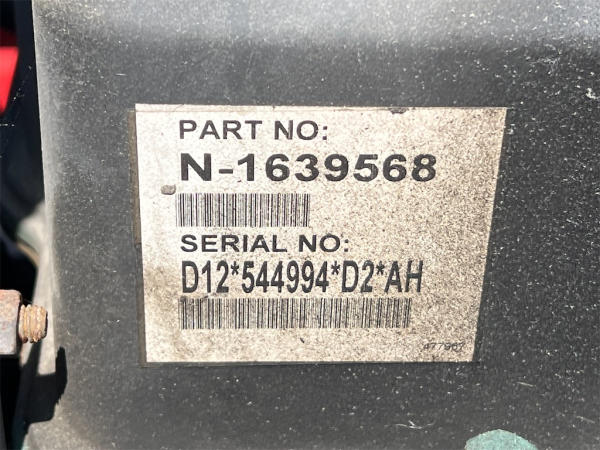 PART NO:
N-1639568
SERIAL NO:
D12*544994*D2*AH